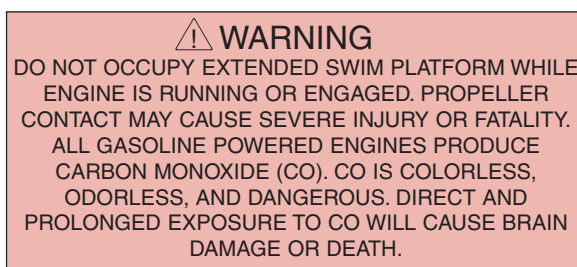 ⚠ WARNING
DO NOT OCCUPY EXTENDED SWIM PLATFORM WHILE
ENGINE IS RUNNING OR ENGAGED. PROPELLER
CONTACT MAY CAUSE SEVERE INJURY OR FATALITY.
ALL GASOLINE POWERED ENGINES PRODUCE
CARBON MONOXIDE (CO). CO IS COLORLESS,
ODORLESS, AND DANGEROUS. DIRECT AND
PROLONGED EXPOSURE TO CO WILL CAUSE BRAIN
DAMAGE OR DEATH.